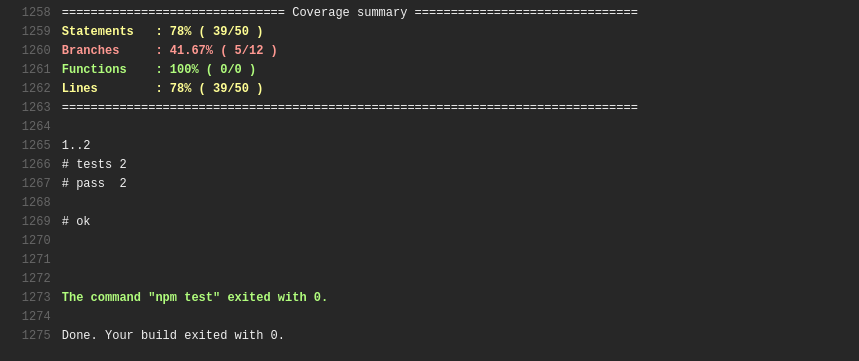 1258 =============================== Coverage summary ===============================
1259 Statements   : 78% ( 39/50 )
1260 Branches     : 41.67% ( 5/12 )
1261 Functions    : 100% ( 0/0 )
1262 Lines        : 78% ( 39/50 )
1263 ================================================================================
1264
1265 1..2
1266 # tests 2
1267 # pass  2
1268
1269 # ok
1270
1271
1272
1273 The command "npm test" exited with 0.
1274
1275 Done. Your build exited with 0.